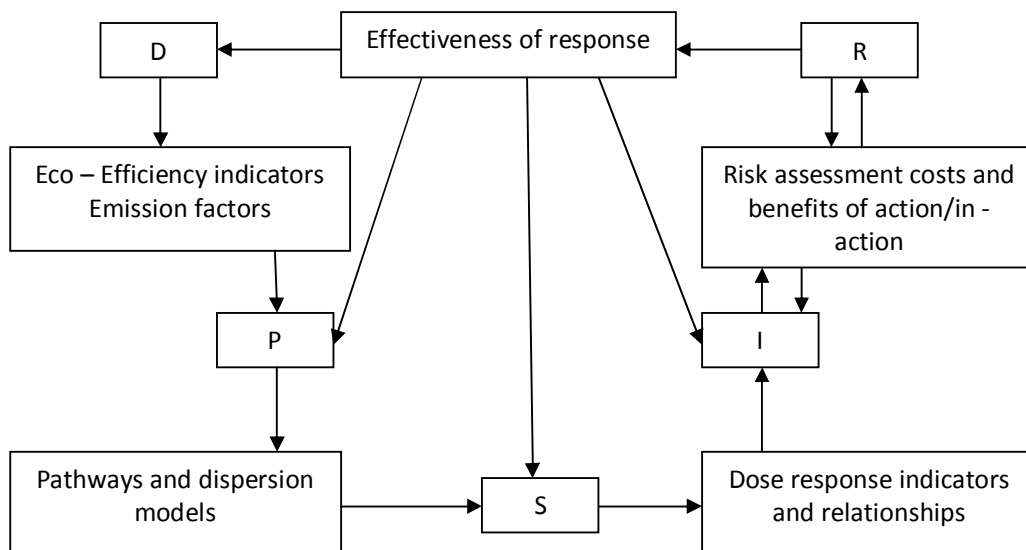 D
Effectiveness of response
R
Eco – Efficiency indicators
Emission factors
Risk assessment costs and
benefits of action/in -
action
P
I
Pathways and dispersion
models
S
Dose response indicators
and relationships